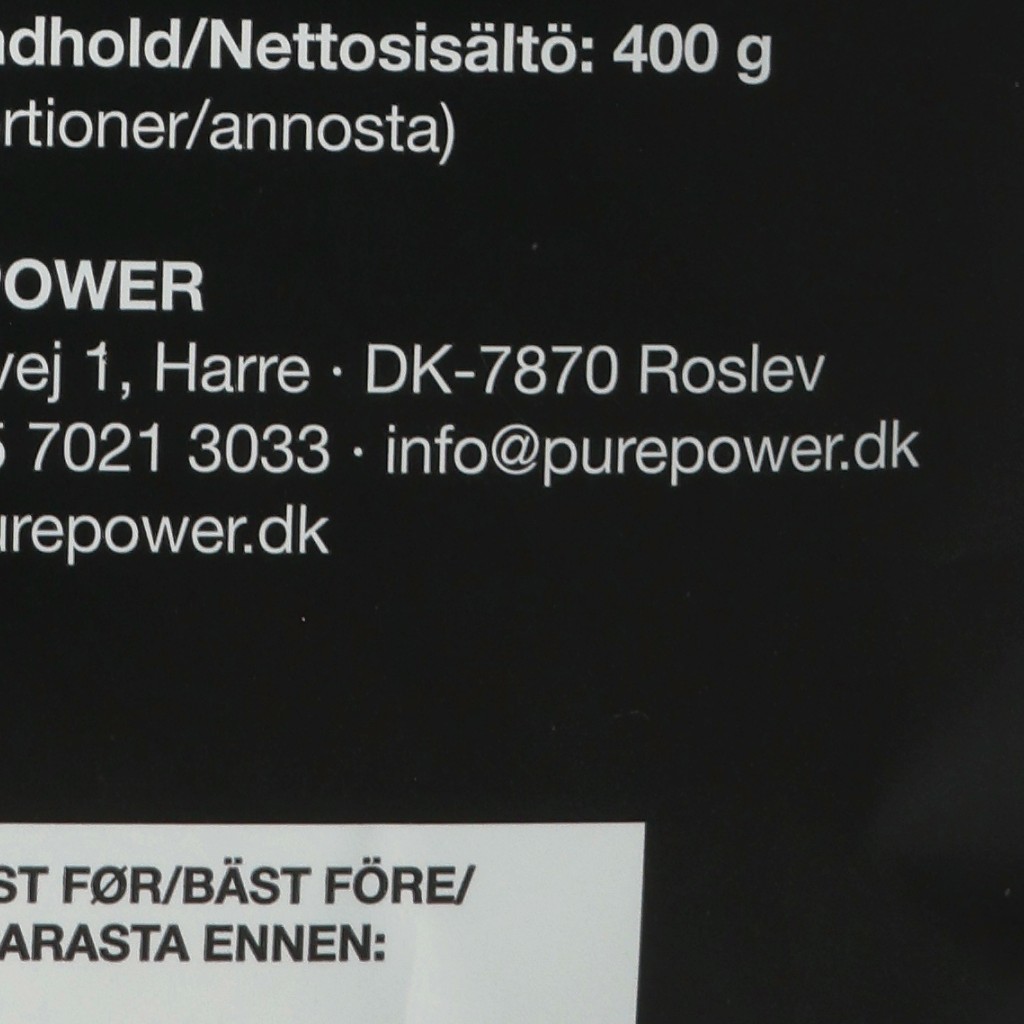 dhold/Nettosisältö: 400 g
rtioner/annosta)
OWER
vej 1, Harre · DK-7870 Roslev
7021 3033 · info@purepower.dk
urepower.dk
ST FØR/BÄST FÖRE/
ARASTA ENNEN: